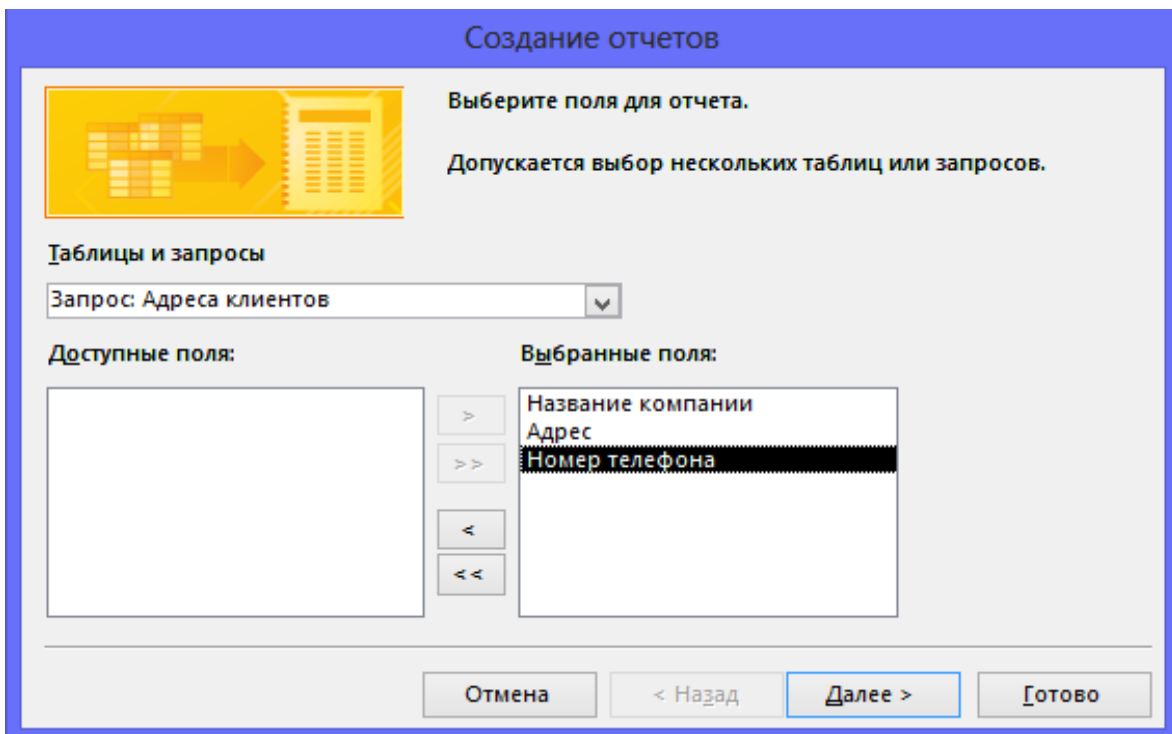 Создание отчетов
Выберите поля для отчета.
Допускается выбор нескольких таблиц или запросов.
Таблицы и запросы
Запрос: Адреса клиентов
Доступные поля:
Выбранные поля:
Название компании
Адрес
Номер телефона
>
>>
<
<<
Отмена
< Назад
Далее >
Готово